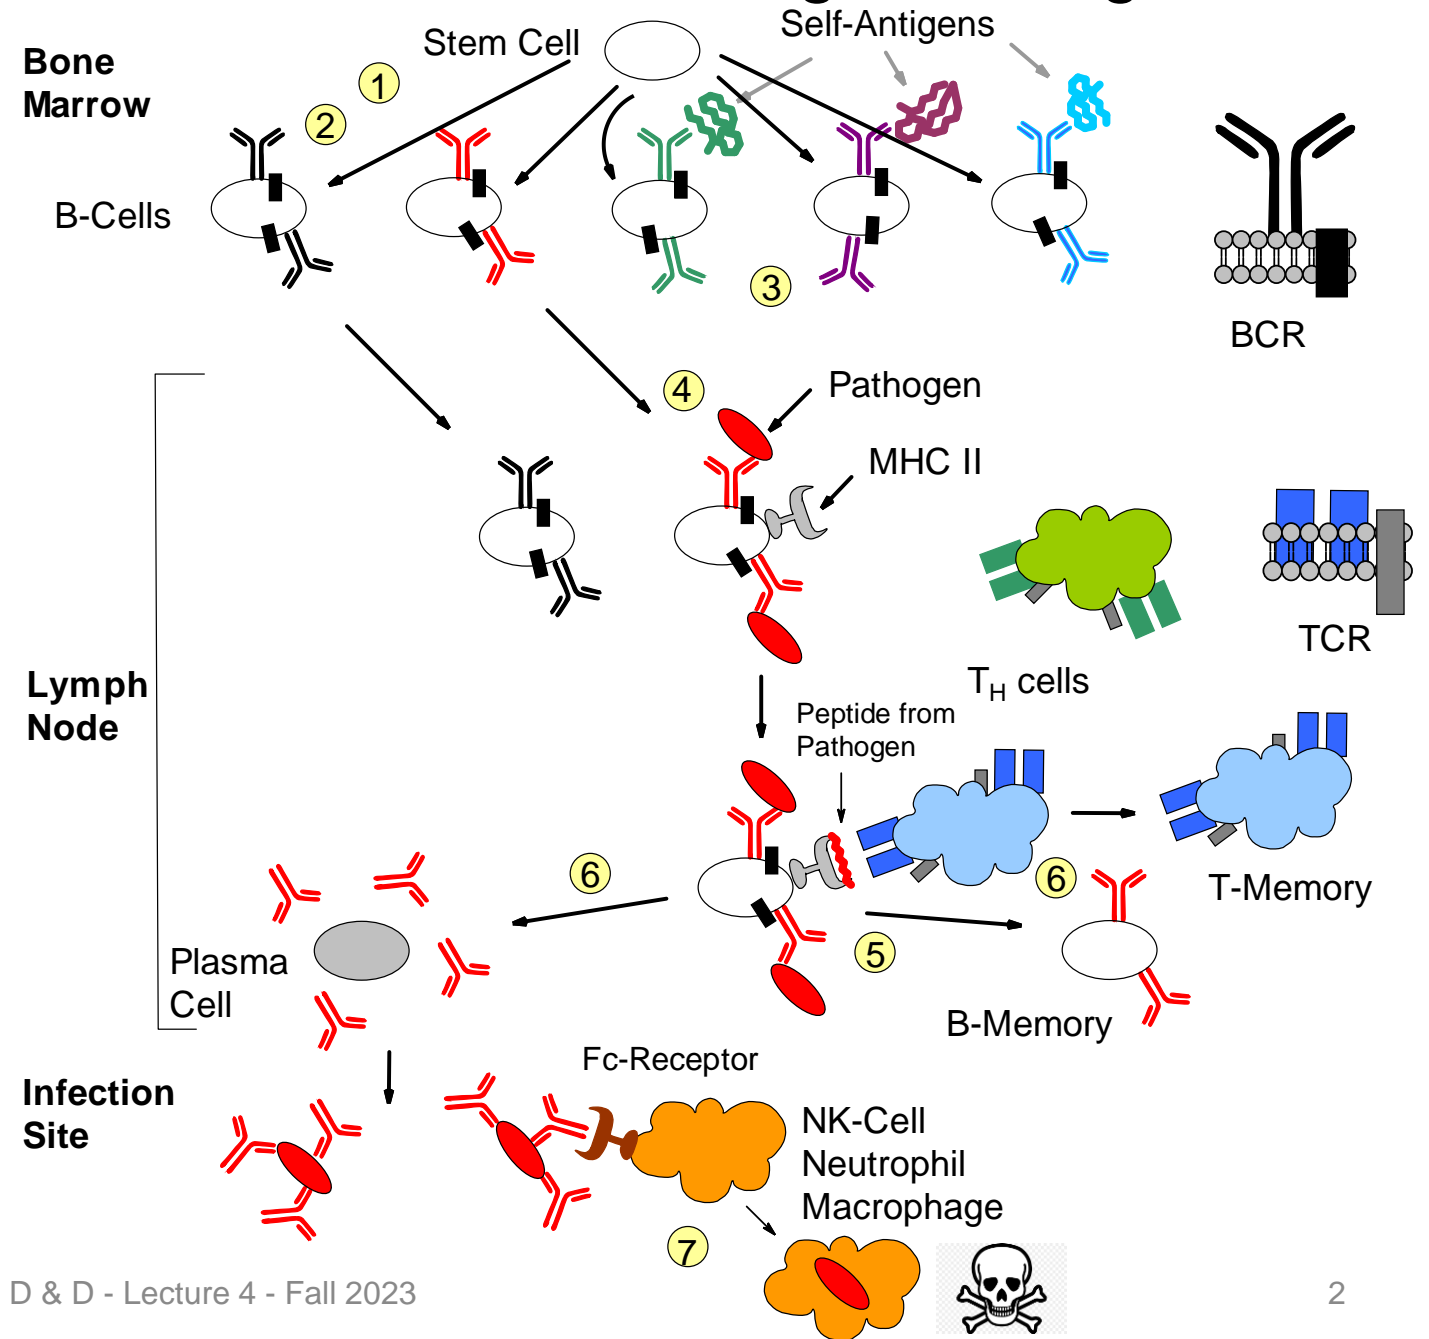 Stem Cell
Self-Antigens
Bone
Marrow
1
2
B-Cells
3
BCR
4
Pathogen
MHC II
TCR
TH cells
Lymph
Node
Peptide from
Pathogen
6
6
T-Memory
5
Plasma
Cell
B-Memory
Fc-Receptor
Infection
Site
NK-Cell
Neutrophil
Macrophage
7
D & D - Lecture 4 - Fall 2023
2